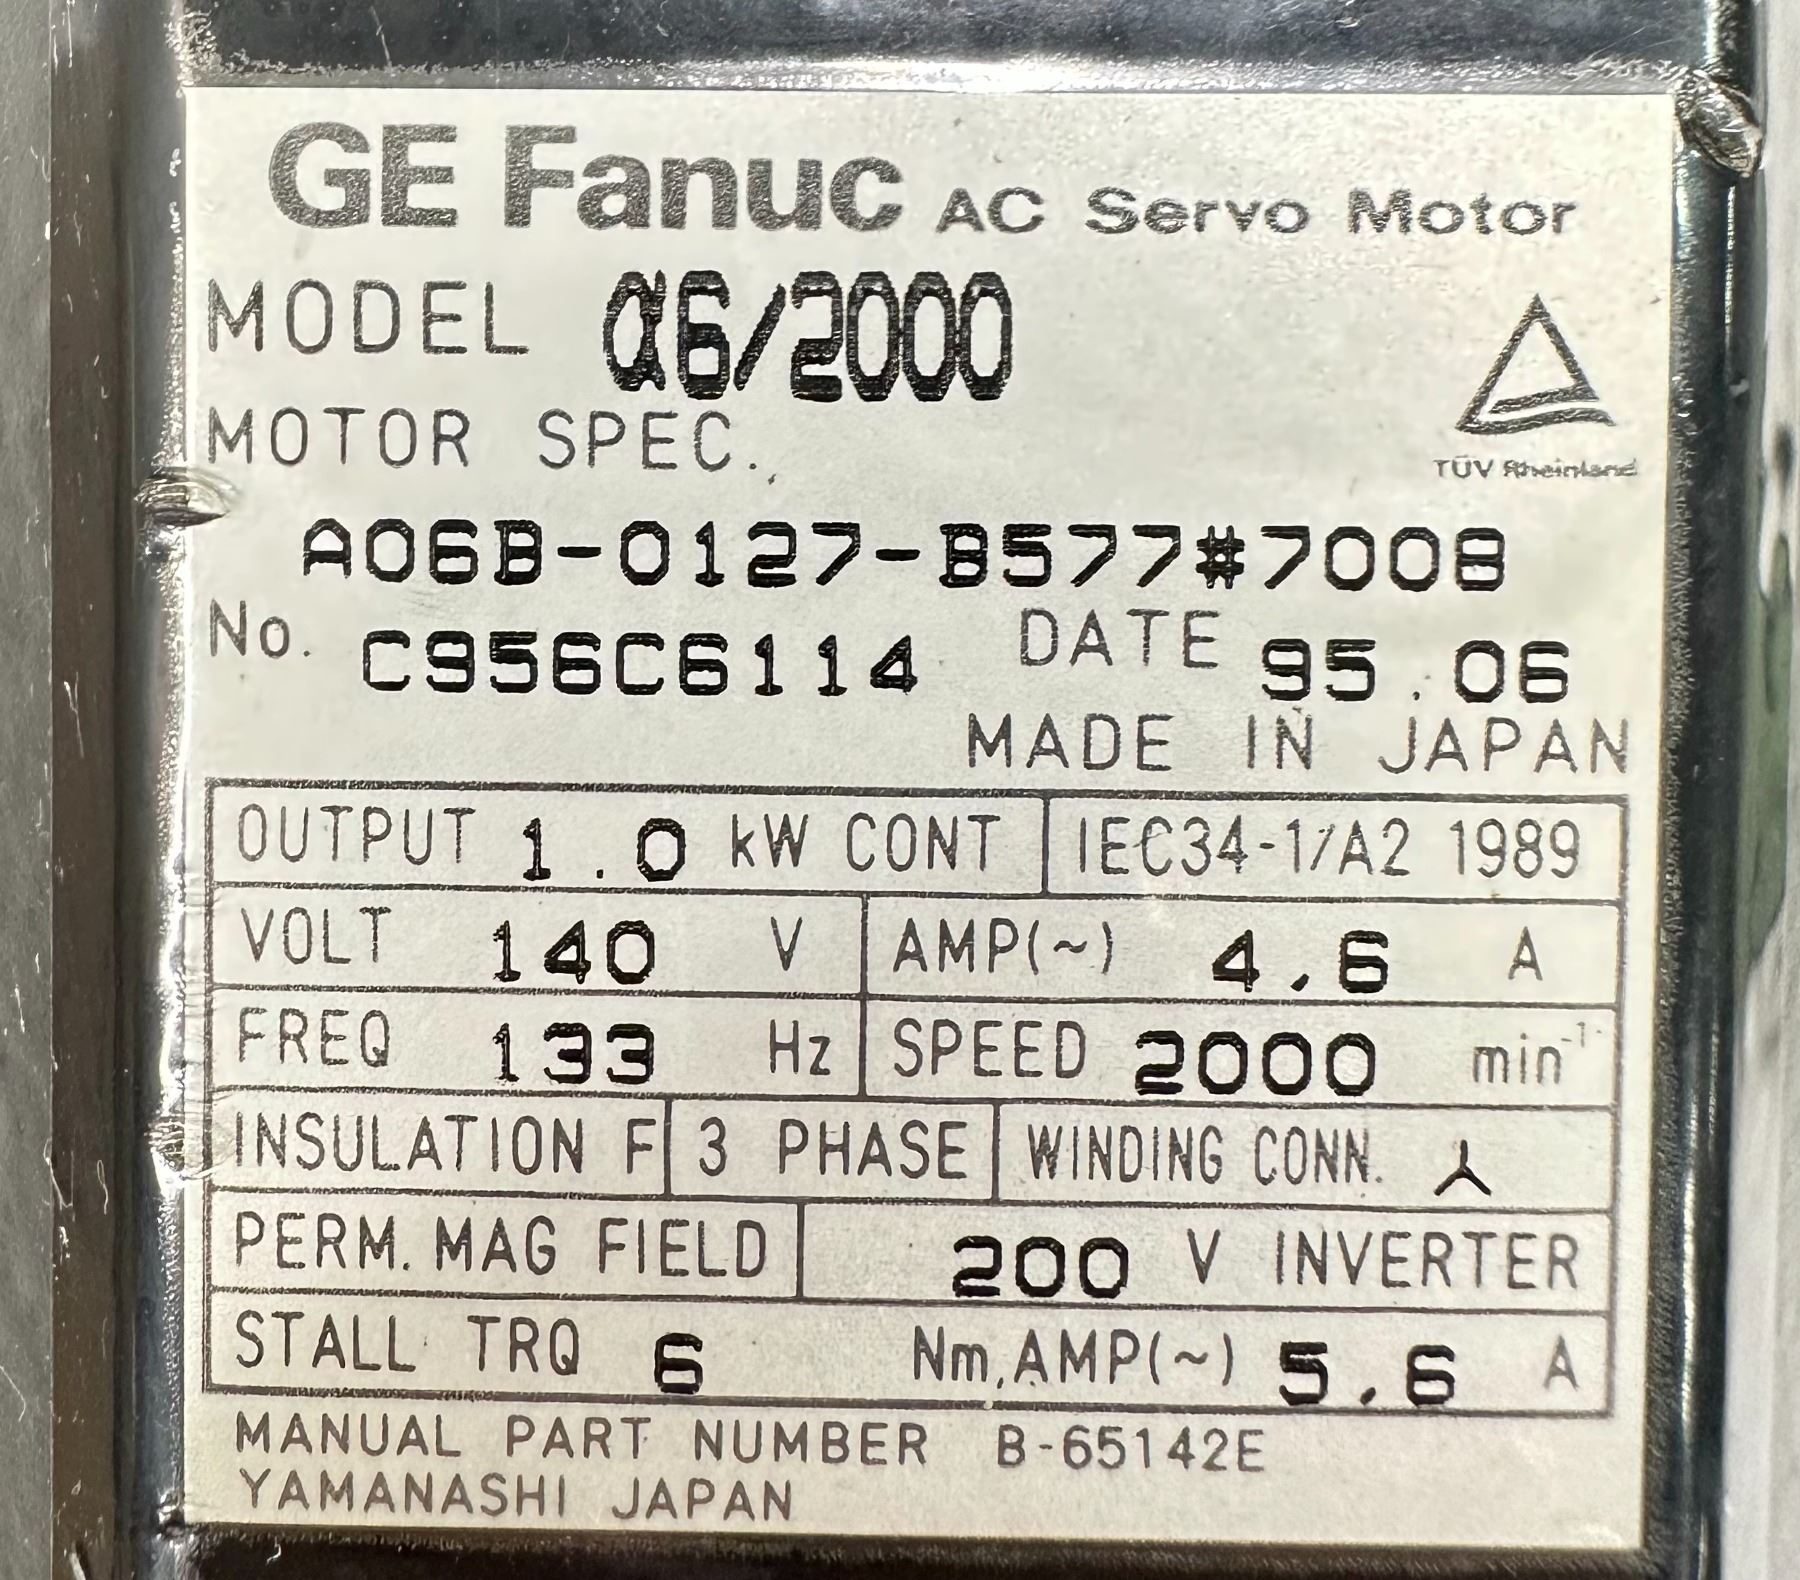 GE Fanuc AC Servo Motor
MODEL α6/2000
TÜV Rheinland
MOTOR SPEC.
A06B-0127-B577#7008
No. C956C6114 DATE 95.06
MADE IN JAPAN
OUTPUT 1.0 kW CONT IEC34-1/A2 1989
VOLT 140 V AMP(~) 4.6 A
FREQ 133 Hz SPEED 2000 min⁻¹
INSULATION F 3 PHASE WINDING CONN. ⅄
PERM. MAG FIELD 200 V INVERTER
STALL TRQ 6 Nm, AMP(~) 5.6 A
MANUAL PART NUMBER B-65142E
YAMANASHI JAPAN